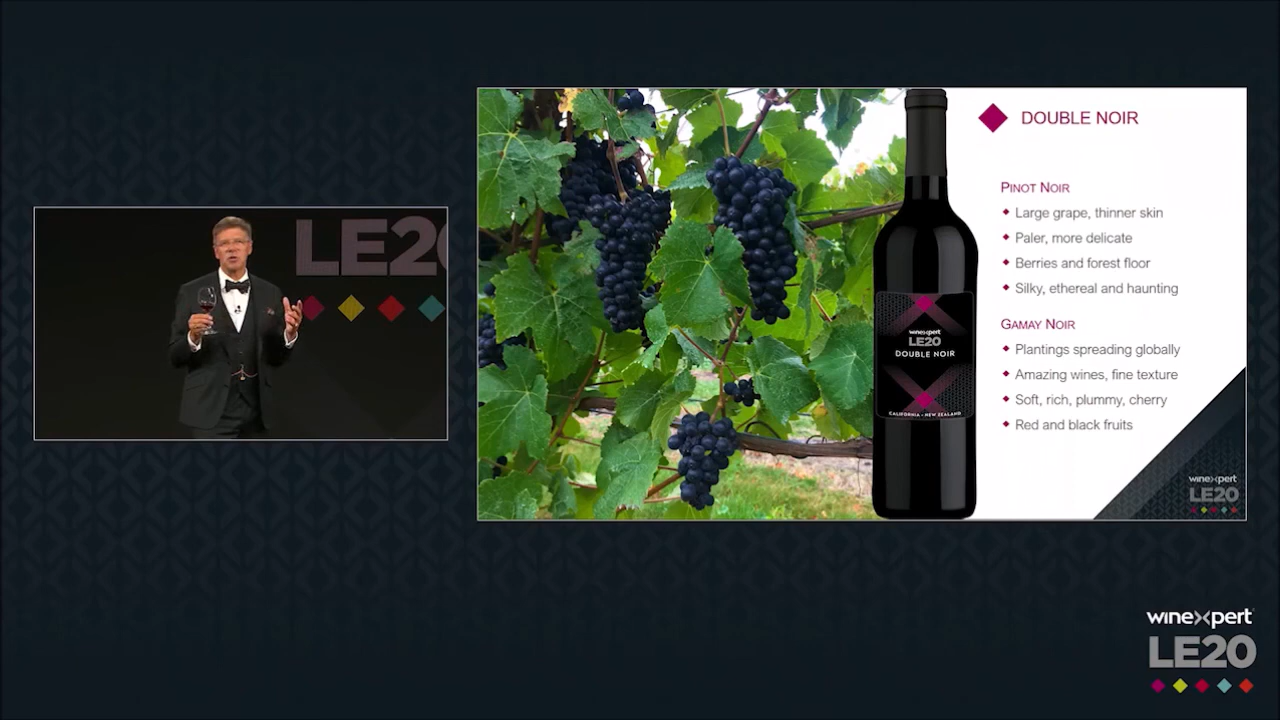 LE20
DOUBLE NOIR
PINOT NOIR
Large grape, thinner skin
Paler, more delicate
Berries and forest floor
Silky, ethereal and haunting
GAMAY NOIR
Plantings spreading globally
Amazing wines, fine texture
Soft, rich, plummy, cherry
Red and black fruits
winexpert
LE20
DOUBLE NOIR
CALIFORNIA • NEW ZEALAND
winexpert
LE20
winexpert
LE20